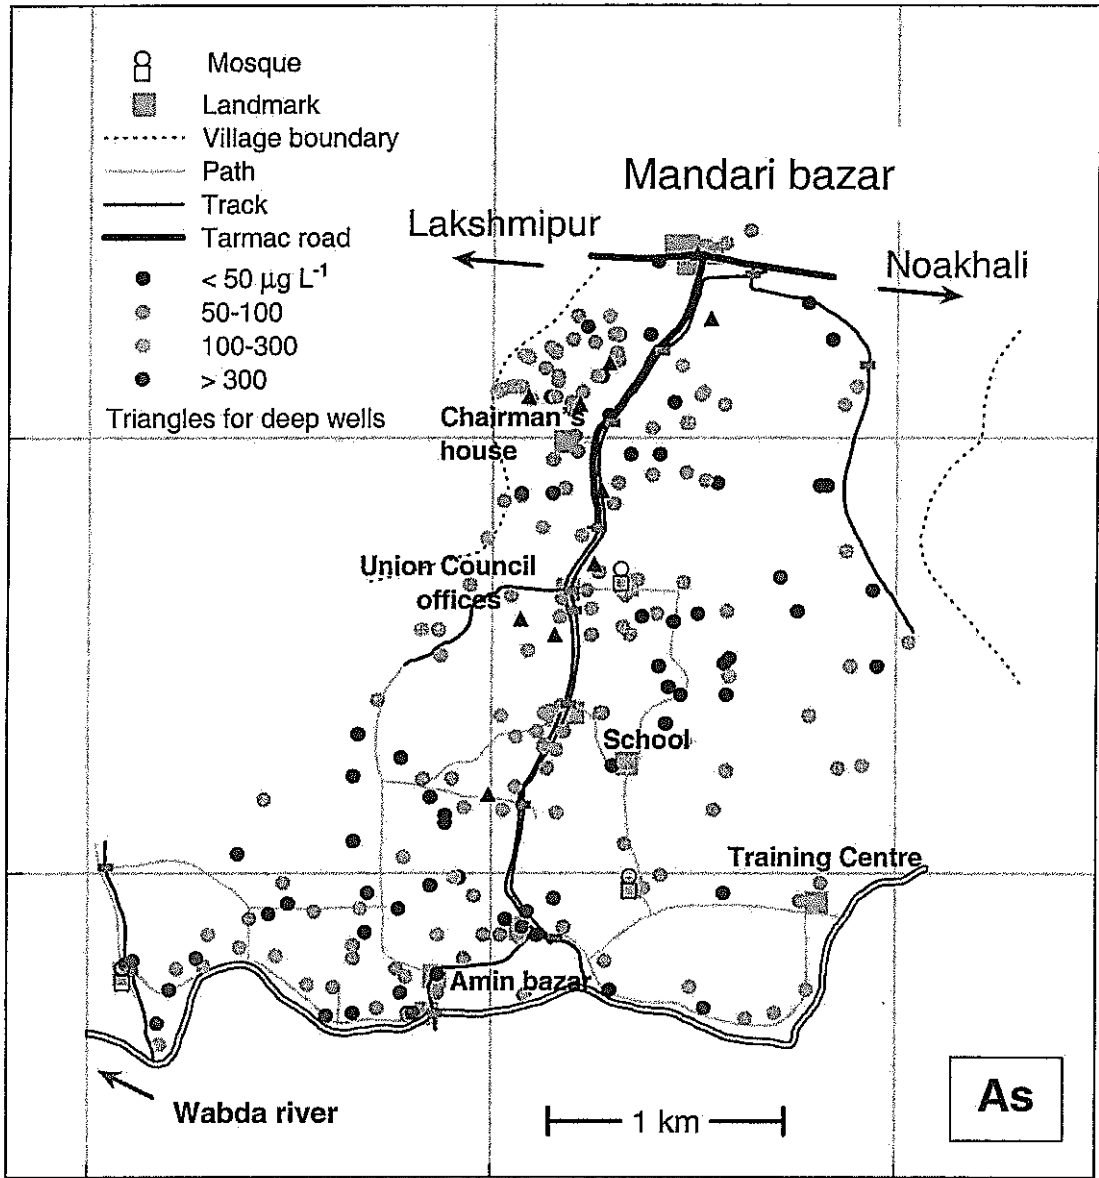 Mosque
Landmark
Village boundary
Path
Track
Tarmac road
< 50 µg L-1
50-100
100-300
> 300
Triangles for deep wells
Mandari bazar
Lakshmipur
Noakhali
Chairman's
house
Union Council
offices
School
Training Centre
Amin bazar
Wabda river
1 km
As